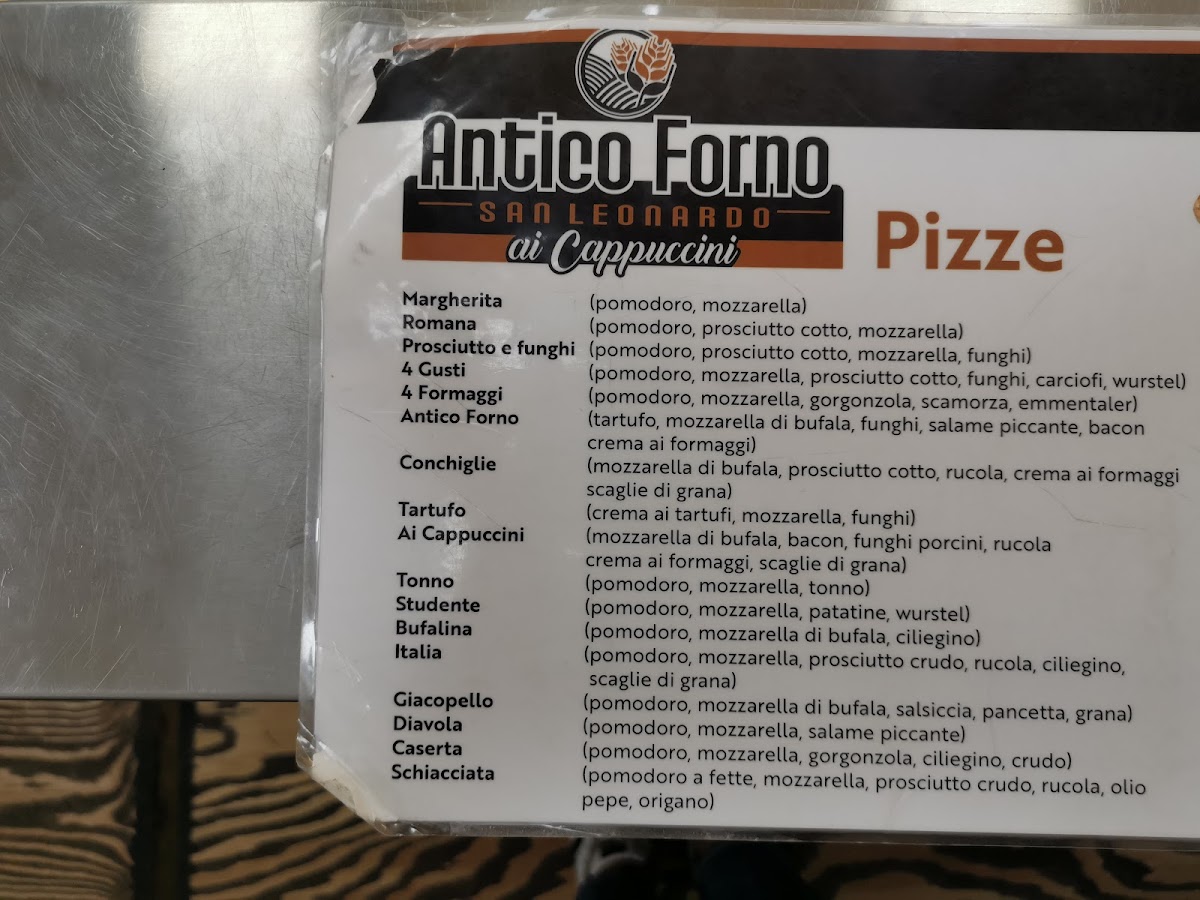 Antico Forno
SAN LEONARDO
ai Cappuccini
Pizze
Margherita (pomodoro, mozzarella)
Romana (pomodoro, prosciutto cotto, mozzarella)
Prosciutto e funghi (pomodoro, prosciutto cotto, mozzarella, funghi)
4 Gusti (pomodoro, mozzarella, prosciutto cotto, funghi, carciofi, wurstel)
4 Formaggi (pomodoro, mozzarella, gorgonzola, scamorza, emmentaler)
Antico Forno (tartufo, mozzarella di bufala, funghi, salame piccante, bacon
crema ai formaggi)
Conchiglie (mozzarella di bufala, prosciutto cotto, rucola, crema ai formaggi
scaglie di grana)
Tartufo (crema ai tartufi, mozzarella, funghi)
Ai Cappuccini (mozzarella di bufala, bacon, funghi porcini, rucola
crema ai formaggi, scaglie di grana)
Tonno (pomodoro, mozzarella, tonno)
Studente (pomodoro, mozzarella, patatine, wurstel)
Bufalina (pomodoro, mozzarella di bufala, ciliegino)
Italia (pomodoro, mozzarella, prosciutto crudo, rucola, ciliegino,
scaglie di grana)
Giacopello (pomodoro, mozzarella di bufala, salsiccia, pancetta, grana)
Diavola (pomodoro, mozzarella, salame piccante)
Caserta (pomodoro, mozzarella, gorgonzola, ciliegino, crudo)
Schiacciata (pomodoro a fette, mozzarella, prosciutto crudo, rucola, olio
pepe, origano)